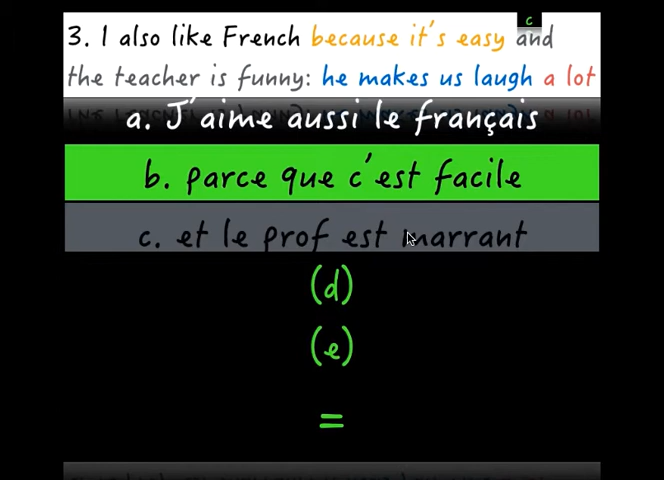 c
3. I also like French because it's easy and
the teacher is funny: he makes us laugh a lot
a. J'aime aussi le français
b. parce que c'est facile
c. et le prof est marrant
(d)
(e)
=